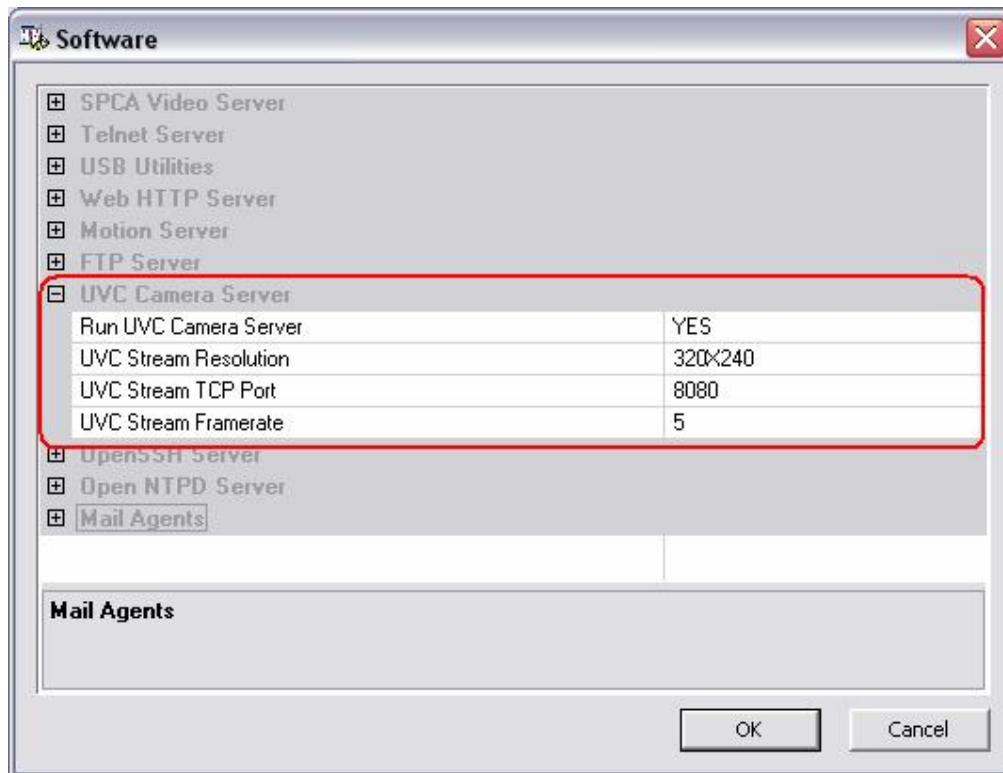 Software
SPCA Video Server
Telnet Server
USB Utilities
Web HTTP Server
Motion Server
FTP Server
UVC Camera Server
Run UVC Camera Server YES
UVC Stream Resolution 320X240
UVC Stream TCP Port 8080
UVC Stream Framerate 5
OpenSSH Server
Open NTPD Server
Mail Agents
Mail Agents
OK Cancel